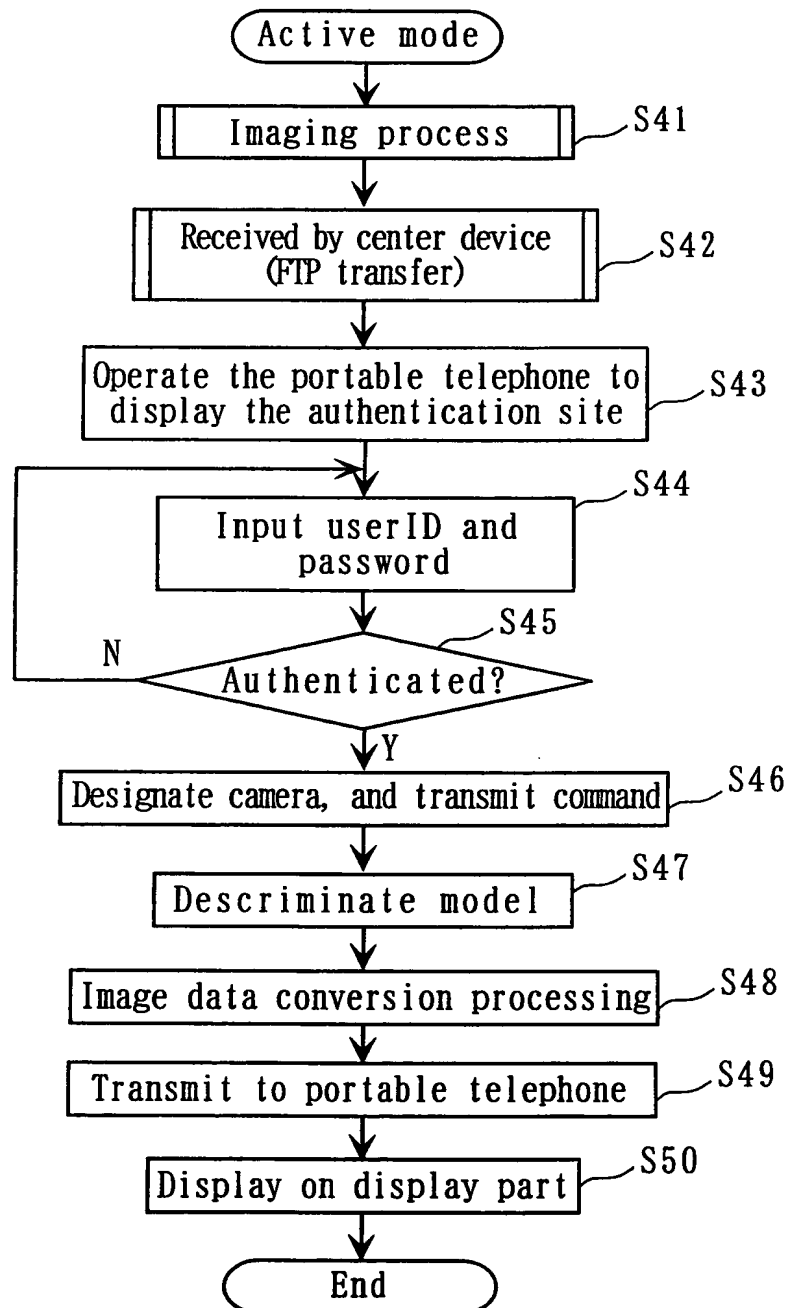 Active mode
Imaging process
S41
Received by center device
(FTP transfer)
S42
Operate the portable telephone to
display the authentication site
S43
S44
Input userID and
password
S45
N
Authenticated?
Y
Designate camera, and transmit command
S46
S47
Descriminate model
Image data conversion processing
S48
Transmit to portable telephone
S49
S50
Display on display part
End